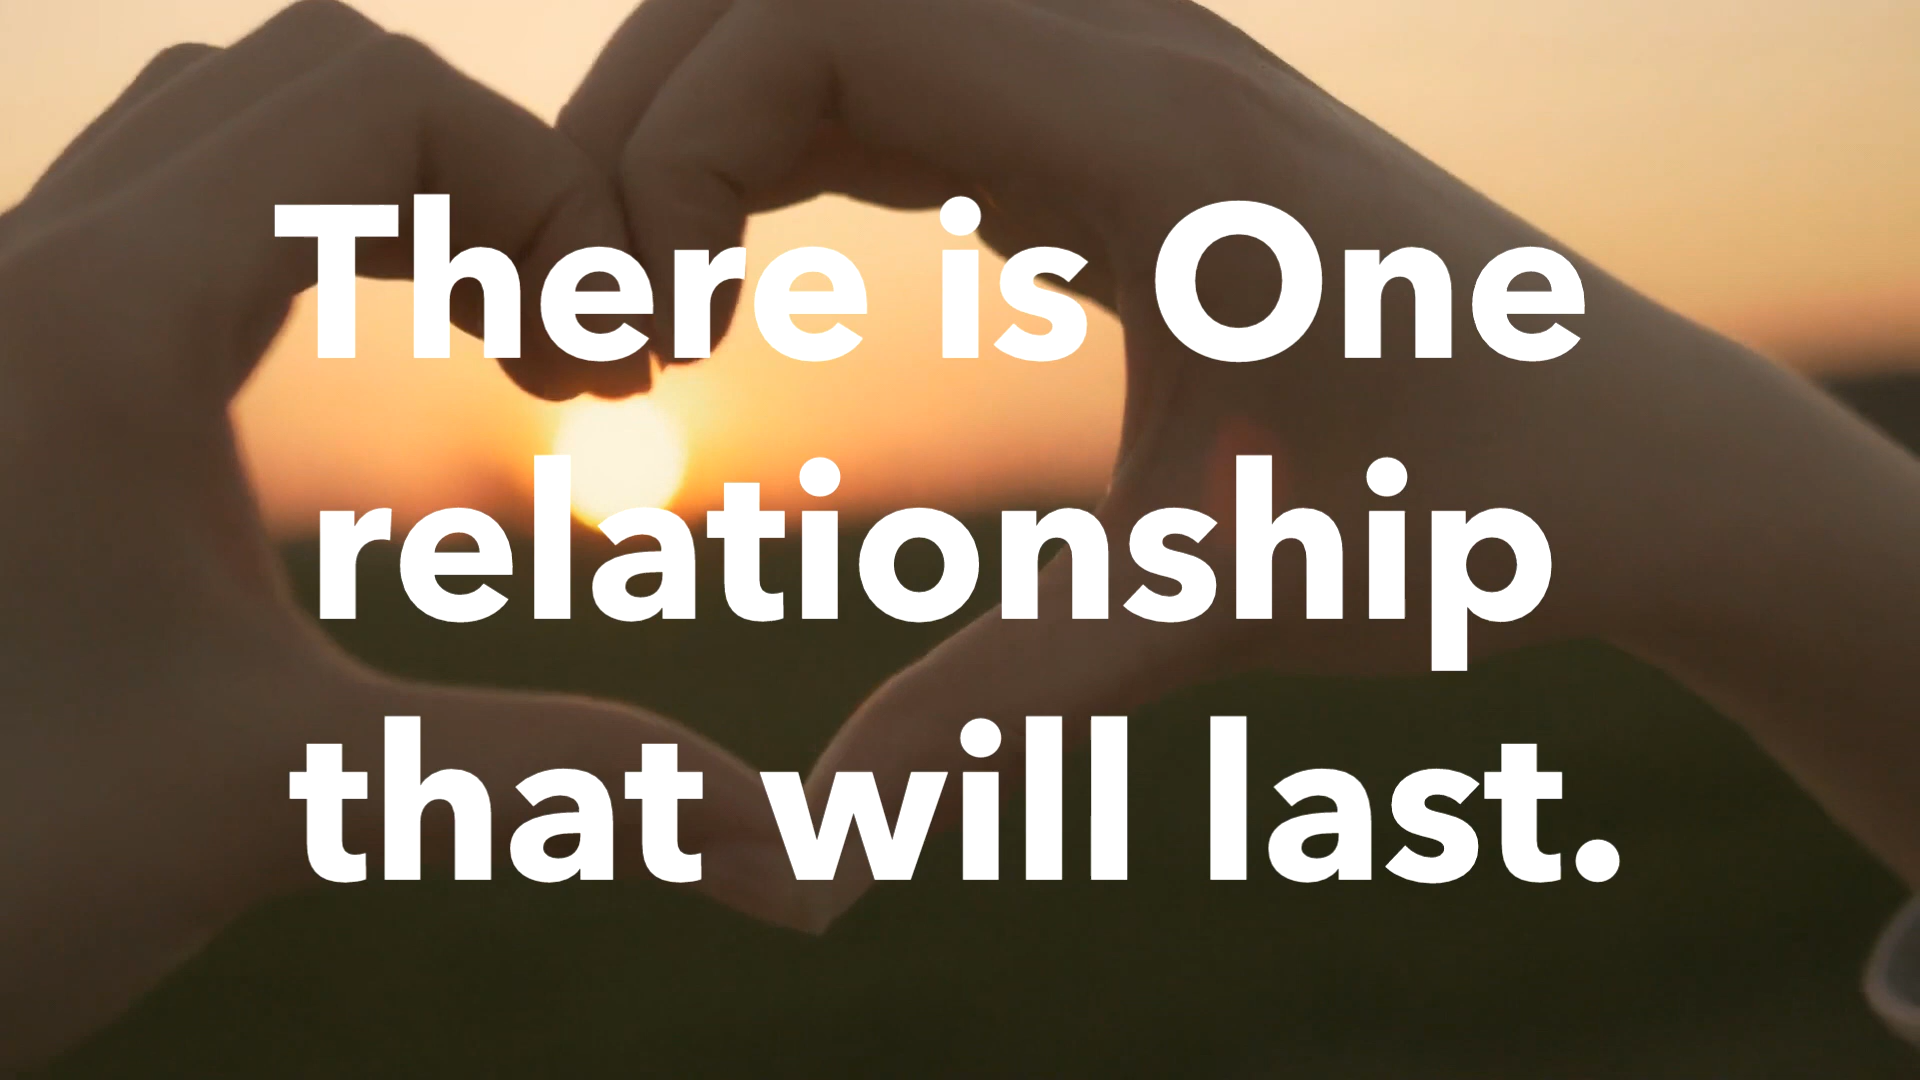 There is One
relationship
that will last.